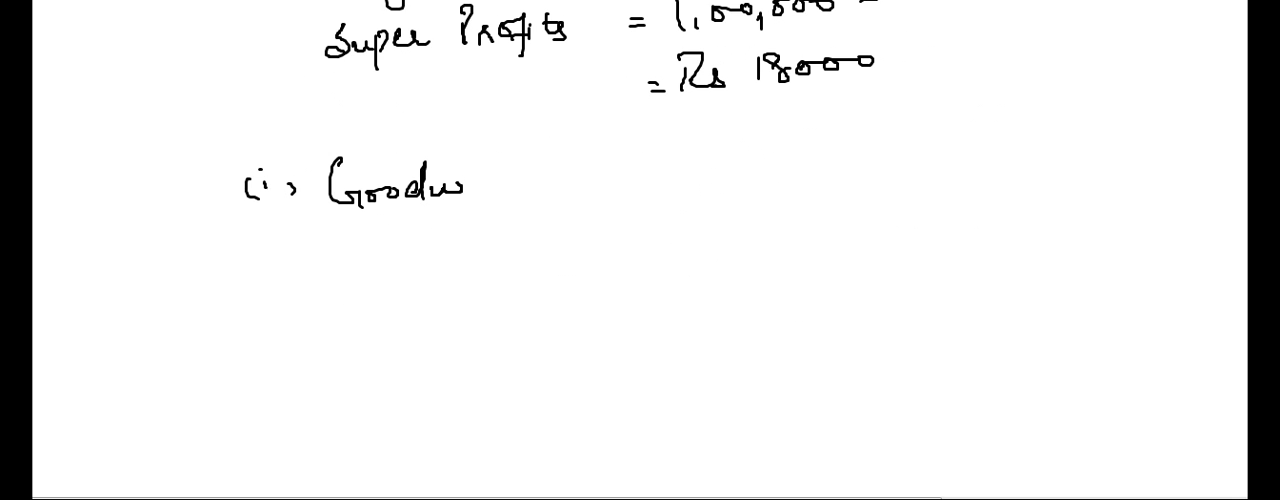 Super Profits = 1,00,000 -
= Rs 18000
(i) Goodw